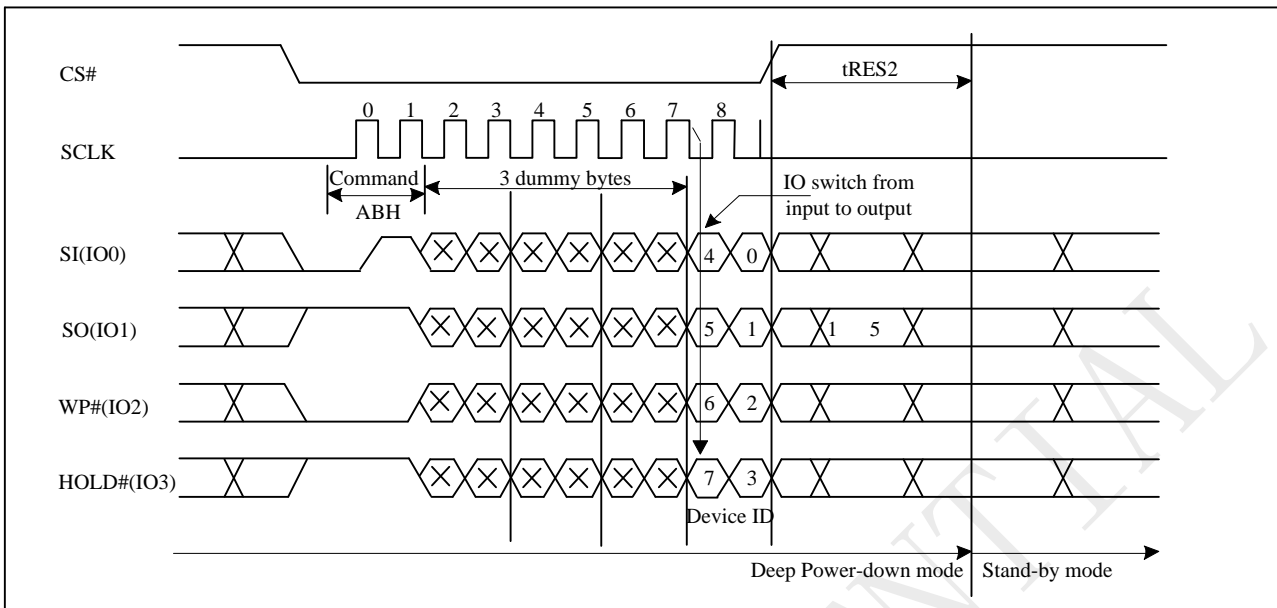 CS#
tRES2
0 1 2 3 4 5 6 7 8
SCLK
Command
3 dummy bytes
IO switch from
input to output
ABH
SI(IO0)
4 0
SO(IO1)
5 1 1 5
WP#(IO2)
6 2
HOLD#(IO3)
7 3
Device ID
Deep Power-down mode Stand-by mode
NTIAL